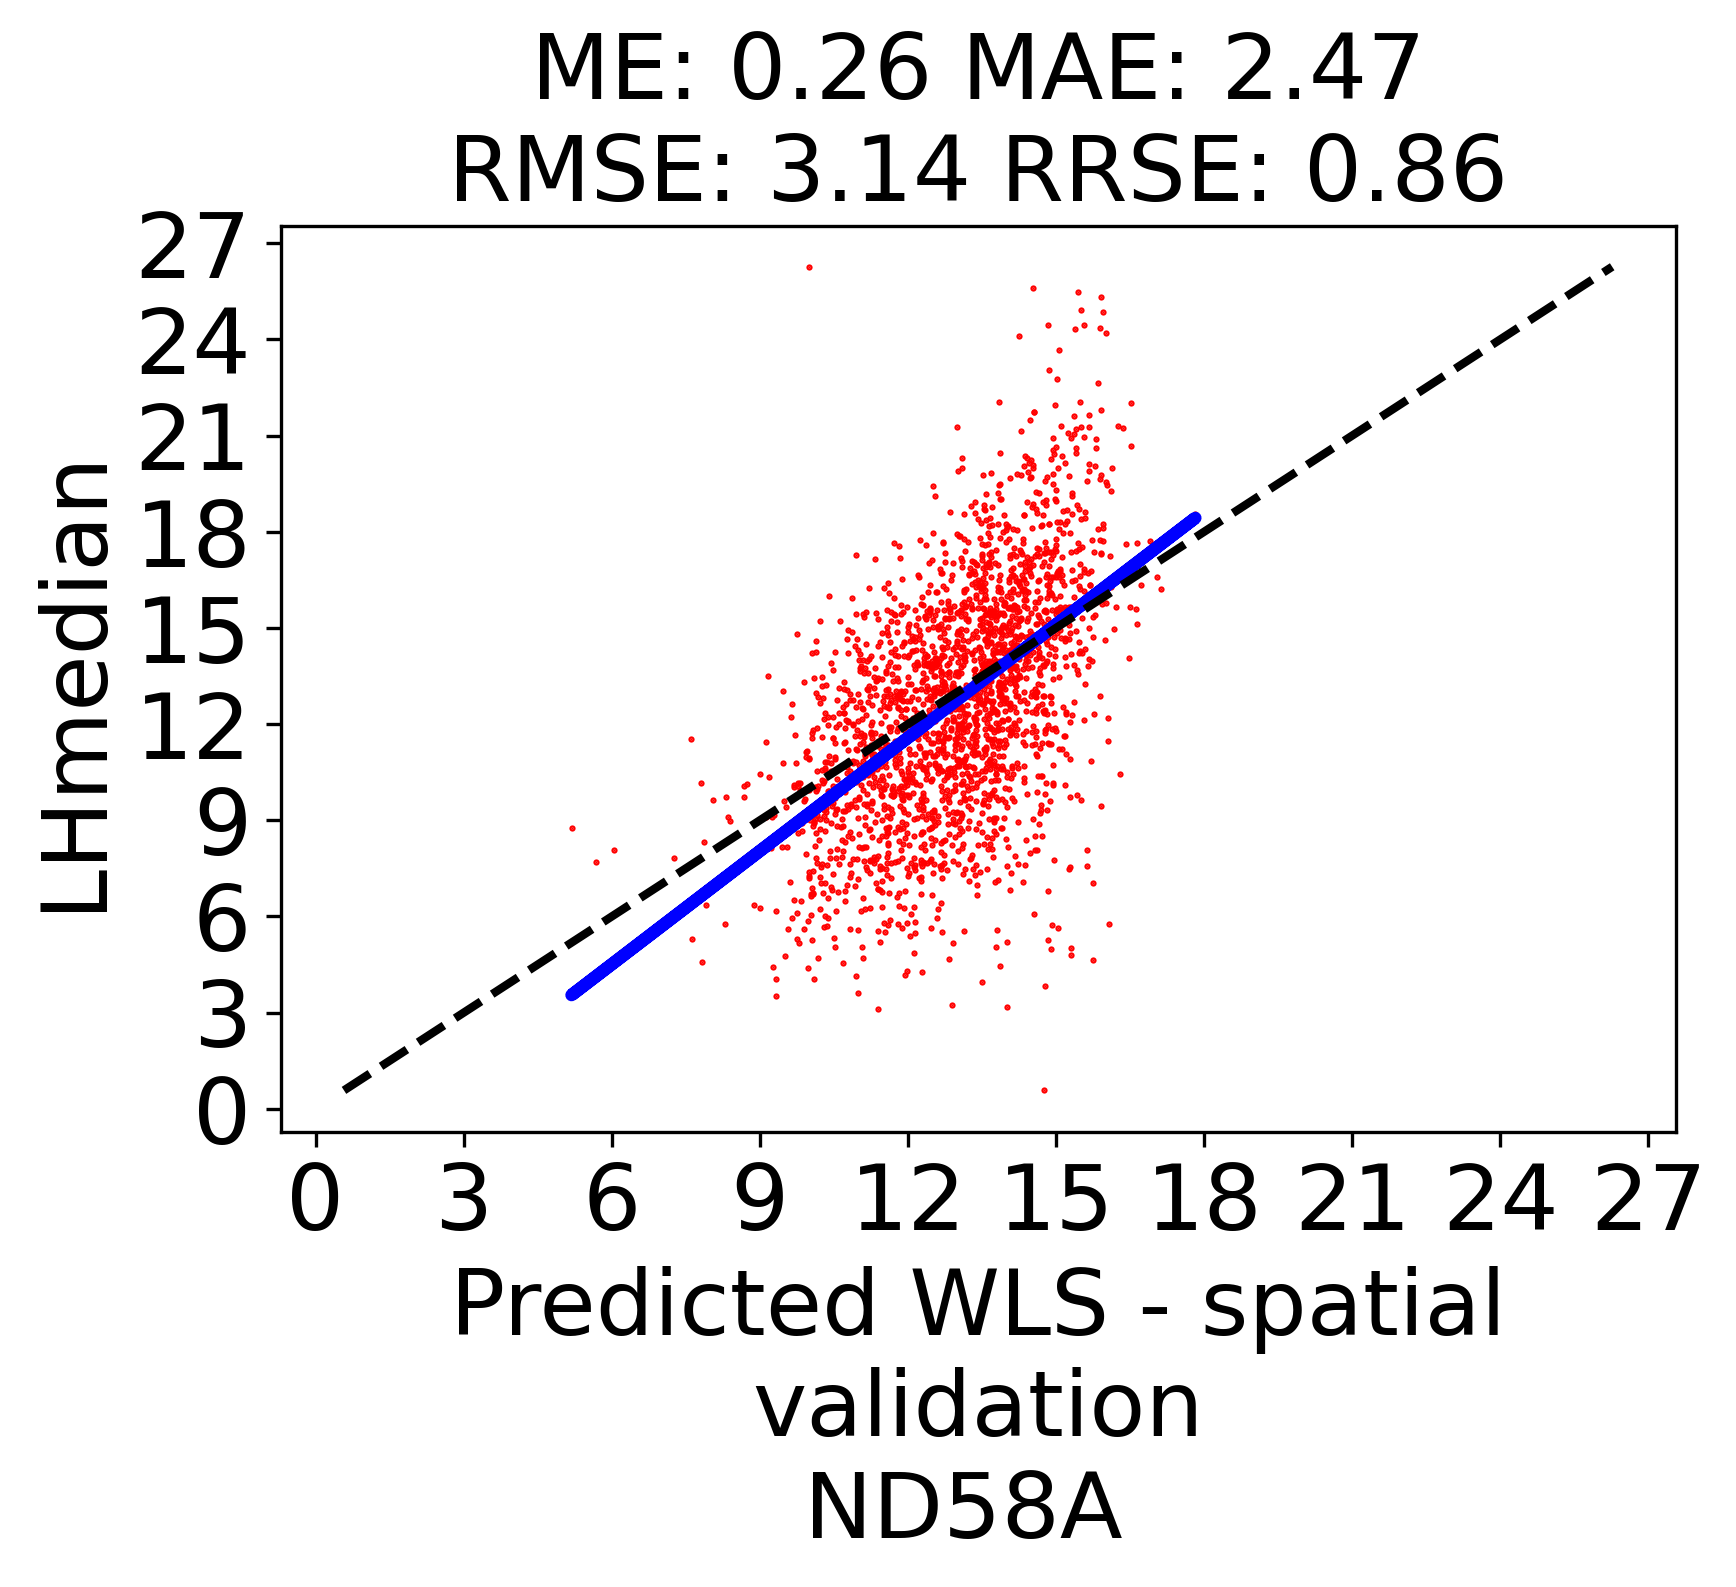 ME: 0.26 MAE: 2.47
RMSE: 3.14 RRSE: 0.86
27
24
21
18
15
12
9
6
3
0
LHmedian
0 3 6 9 12 15 18 21 24 27
Predicted WLS - spatial
validation
ND58A